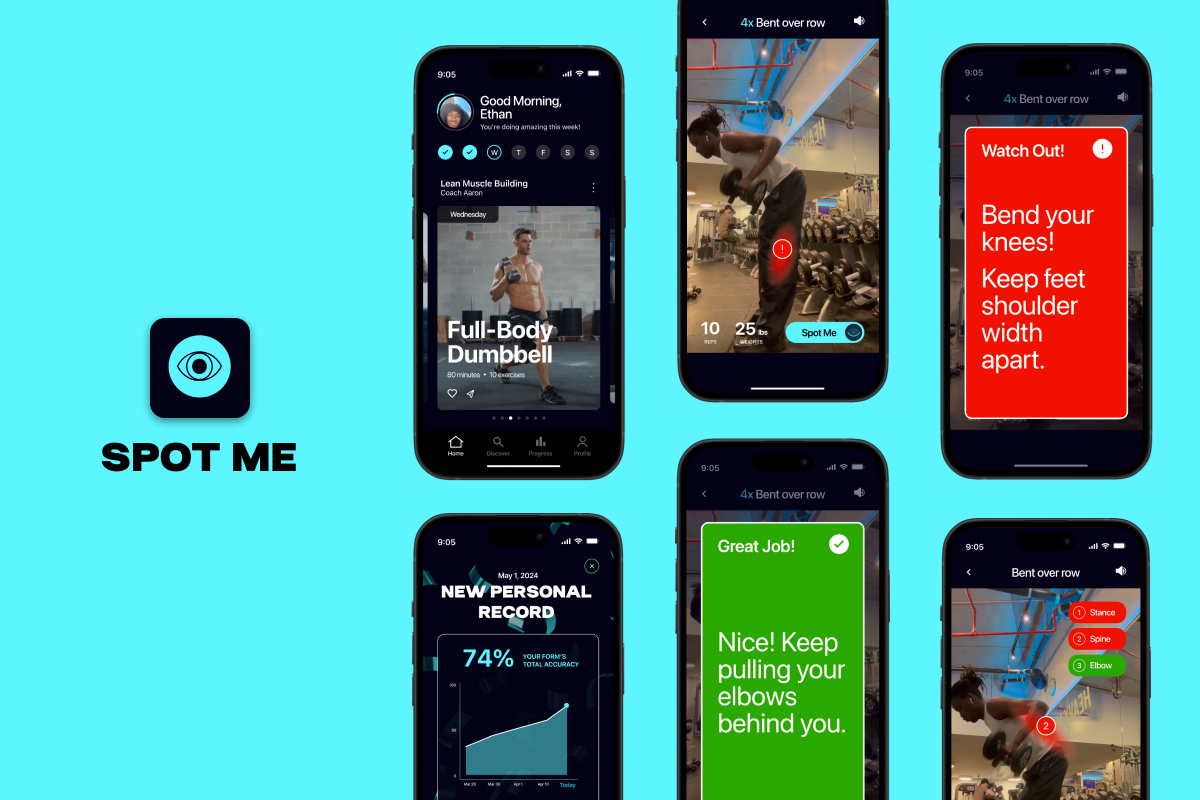 SPOT ME
9:05
Good Morning,
Ethan
You're doing amazing this week!
W T F S S
Lean Muscle Building
Coach Aaron
Wednesday
Full-Body
Dumbbell
80 minutes • 10 exercises
Home Discover Progress Profile
9:05
May 1, 2024
NEW PERSONAL
RECORD
74% YOUR FORM'S
TOTAL ACCURACY
100
50
0
Mar 20 Mar 30 Apr 1 Apr 10 Today
4x Bent over row
!
10 25 lbs
REPS WEIGHTS
Spot Me
9:05
4x Bent over row
Great Job!
Nice! Keep
pulling your
elbows
behind you.
9:05
4x Bent over row
Watch Out! !
Bend your
knees!
Keep feet
shoulder
width
apart.
9:05
Bent over row
1 Stance
2 Spine
3 Elbow
2